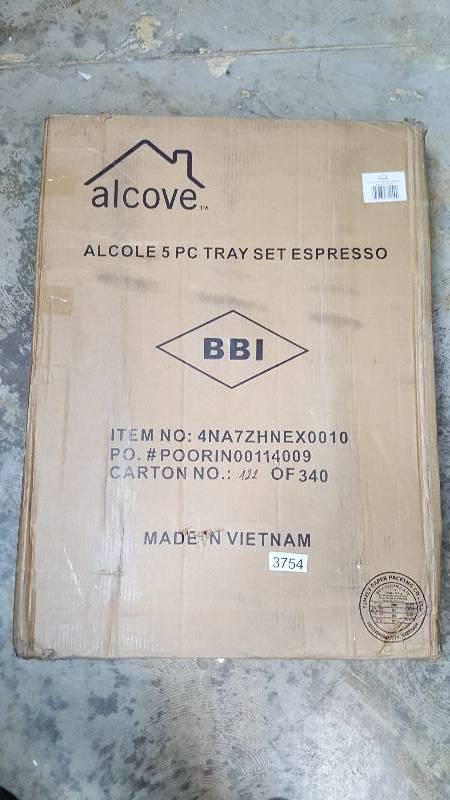 alcove™
ALCOLE 5 PC TRAY SET ESPRESSO
BBI
ITEM NO: 4NA7ZHNEX0010
PO. #POORIN00114009
CARTON NO.: 122 OF 340
MADE IN VIETNAM
3754